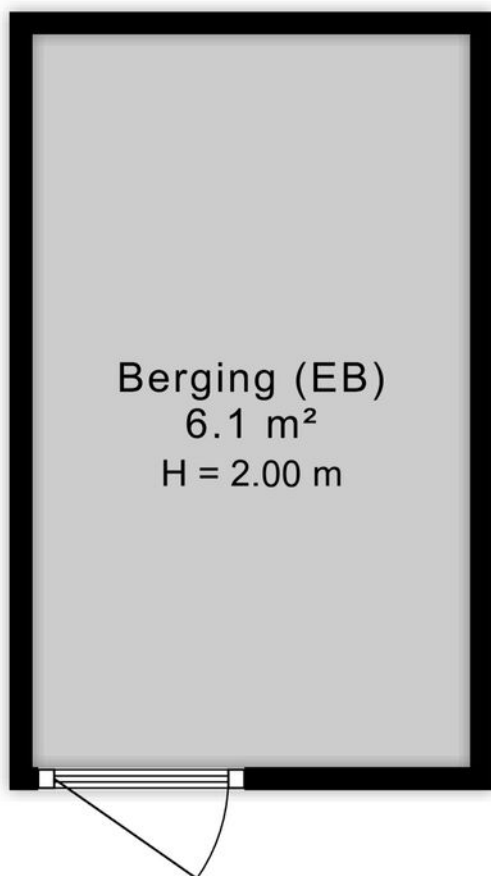 Berging (EB)
6.1 m²
H = 2.00 m